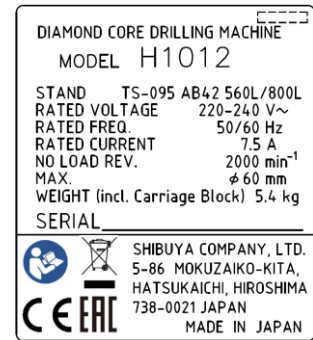 DIAMOND CORE DRILLING MACHINE
MODEL H1012
STAND TS-095 AB42 560L/800L
RATED VOLTAGE 220-240 V~
RATED FREQ. 50/60 Hz
RATED CURRENT 7.5 A
NO LOAD REV. 2000 min⁻¹
MAX. ϕ60 mm
WEIGHT (incl. Carriage Block) 5.4 kg
SERIAL
SHIBUYA COMPANY, LTD.
5-86 MOKUZAIKO-KITA,
HATSUKAICHI, HIROSHIMA
738-0021 JAPAN
MADE IN JAPAN
CE EAC